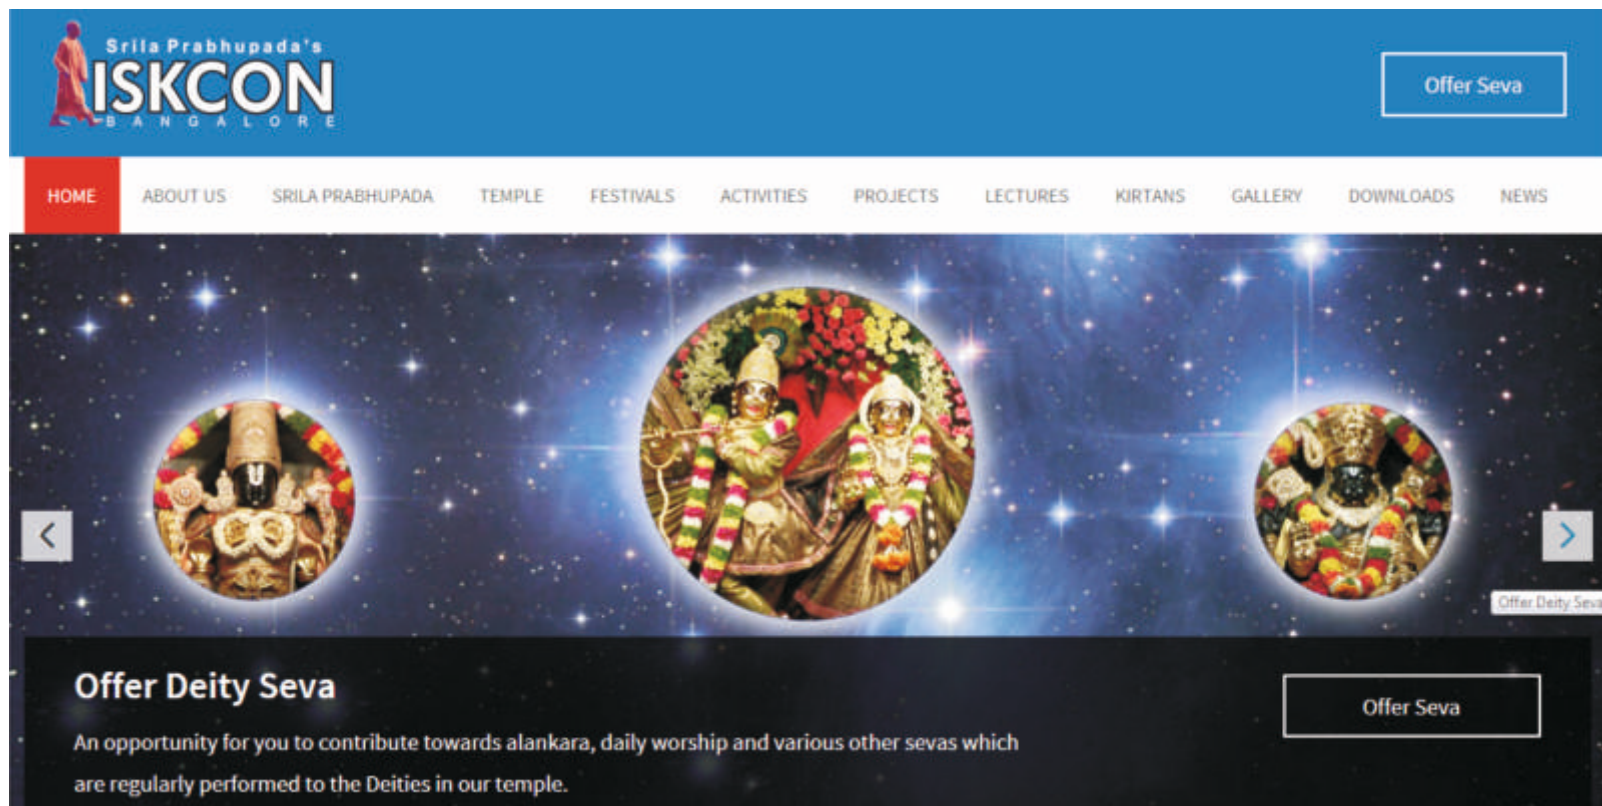 Srila Prabhupada's
ISKCON
BANGALORE
Offer Seva
HOME ABOUT US SRILA PRABHUPADA TEMPLE FESTIVALS ACTIVITIES PROJECTS LECTURES KIRTANS GALLERY DOWNLOADS NEWS
Offer Deity Seva
Offer Deity Seva
Offer Seva
An opportunity for you to contribute towards alankara, daily worship and various other sevas which
are regularly performed to the Deities in our temple.